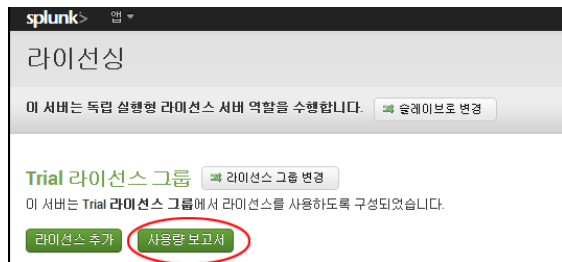 splunk> 앱
라이선싱
이 서버는 독립 실행형 라이선스 서버 역할을 수행합니다. 슬레이브로 변경
Trial 라이선스 그룹 라이선스 그룹 변경
이 서버는 Trial 라이선스 그룹에서 라이선스를 사용하도록 구성되었습니다.
라이선스 추가 사용량 보고서